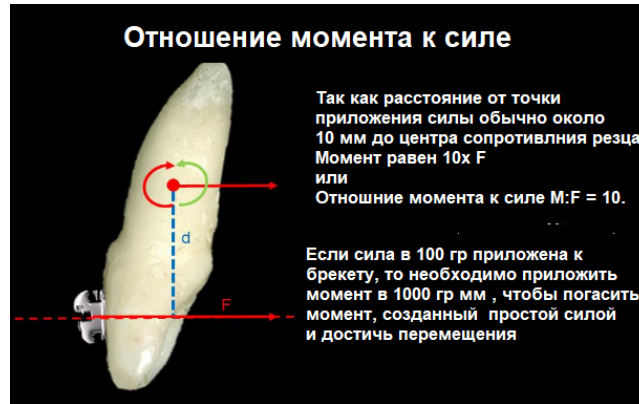 Отношение момента к силе
Так как расстояние от точки
приложения силы обычно около
10 мм до центра сопротивлния резца
Момент равен 10x F
или
Отношние момента к силе M:F = 10.
d
Если сила в 100 гр приложена к
брекету, то необходимо приложить
момент в 1000 гр мм , чтобы погасить
момент, созданный простой силой
и достичь перемещения
F